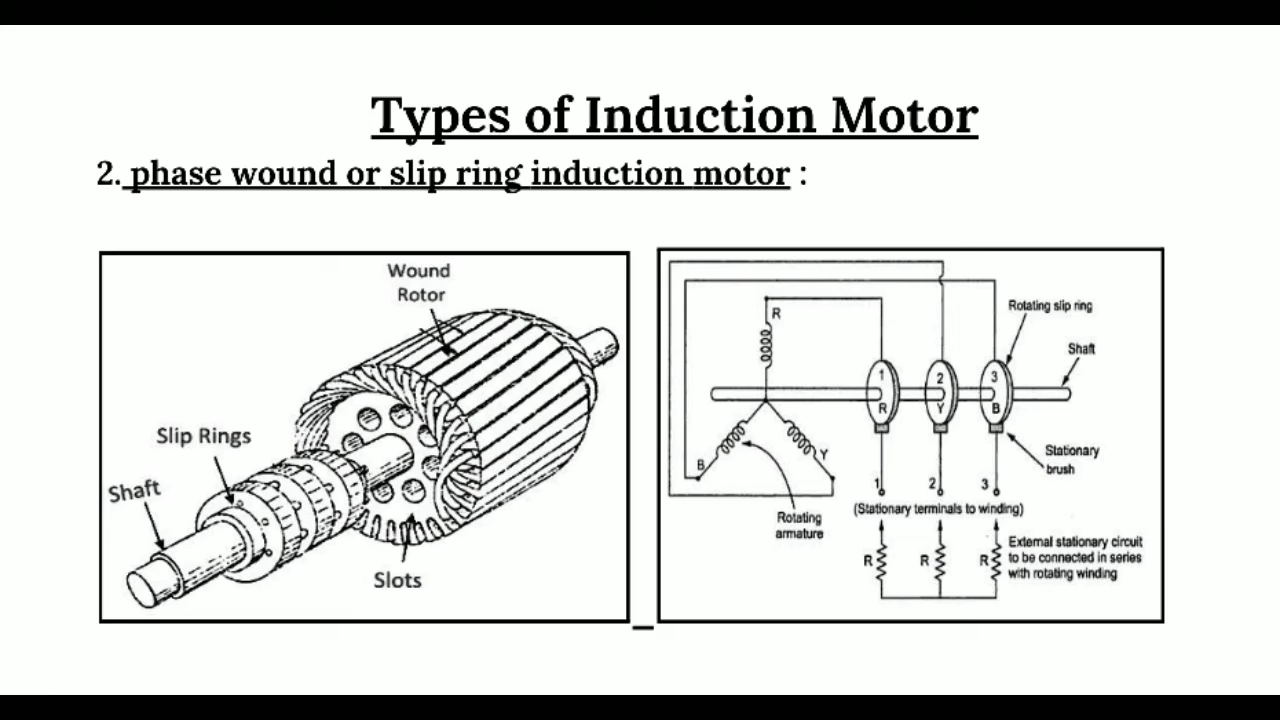 Types of Induction Motor
2. phase wound or slip ring induction motor :
Wound
Rotor
Slip Rings
Shaft
Slots
R
Rotating slip ring
Shaft
1
2
3
R
Y
B
B
Y
Stationary
brush
1
2
3
(Stationary terminals to winding)
Rotating
armature
R
R
R
External stationary circuit
to be connected in series
with rotating winding